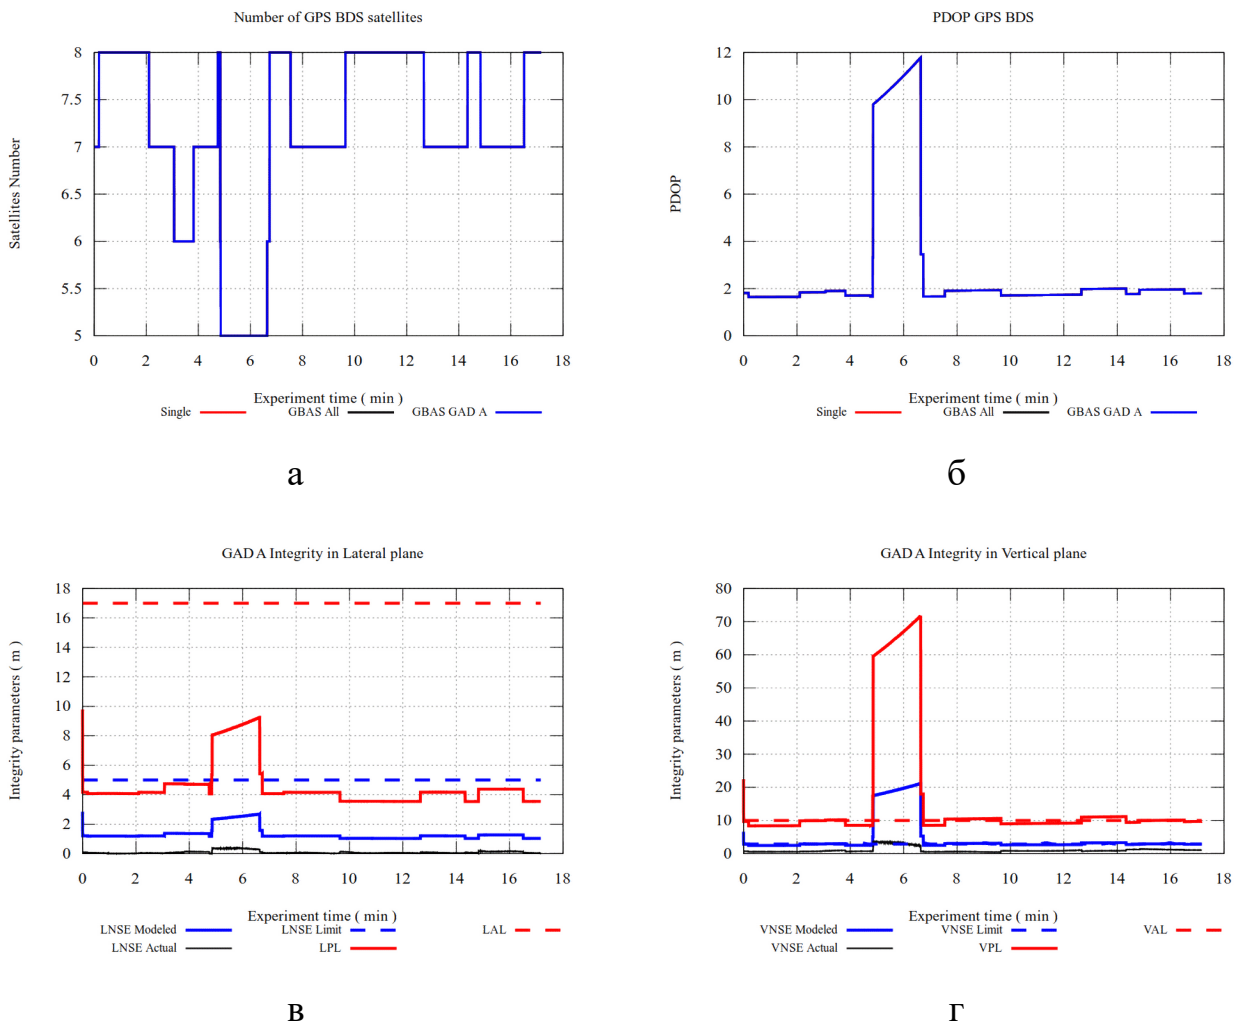 Number of GPS BDS satellites
8
7.5
7
6.5
6
5.5
5
Satellites Number
0 2 4 6 8 10 12 14 16 18
Experiment time ( min )
Single GBAS All GBAS GAD A
а
PDOP GPS BDS
12
10
8
6
4
2
0
PDOP
0 2 4 6 8 10 12 14 16 18
Experiment time ( min )
Single GBAS All GBAS GAD A
б
GAD A Integrity in Lateral plane
18
16
14
12
10
8
6
4
2
0
Integrity parameters ( m )
0 2 4 6 8 10 12 14 16 18
Experiment time ( min )
LNSE Modeled LNSE Limit LAL
LNSE Actual LPL
в
GAD A Integrity in Vertical plane
80
70
60
50
40
30
20
10
0
Integrity parameters ( m )
0 2 4 6 8 10 12 14 16 18
Experiment time ( min )
VNSE Modeled VNSE Limit VAL
VNSE Actual VPL
г